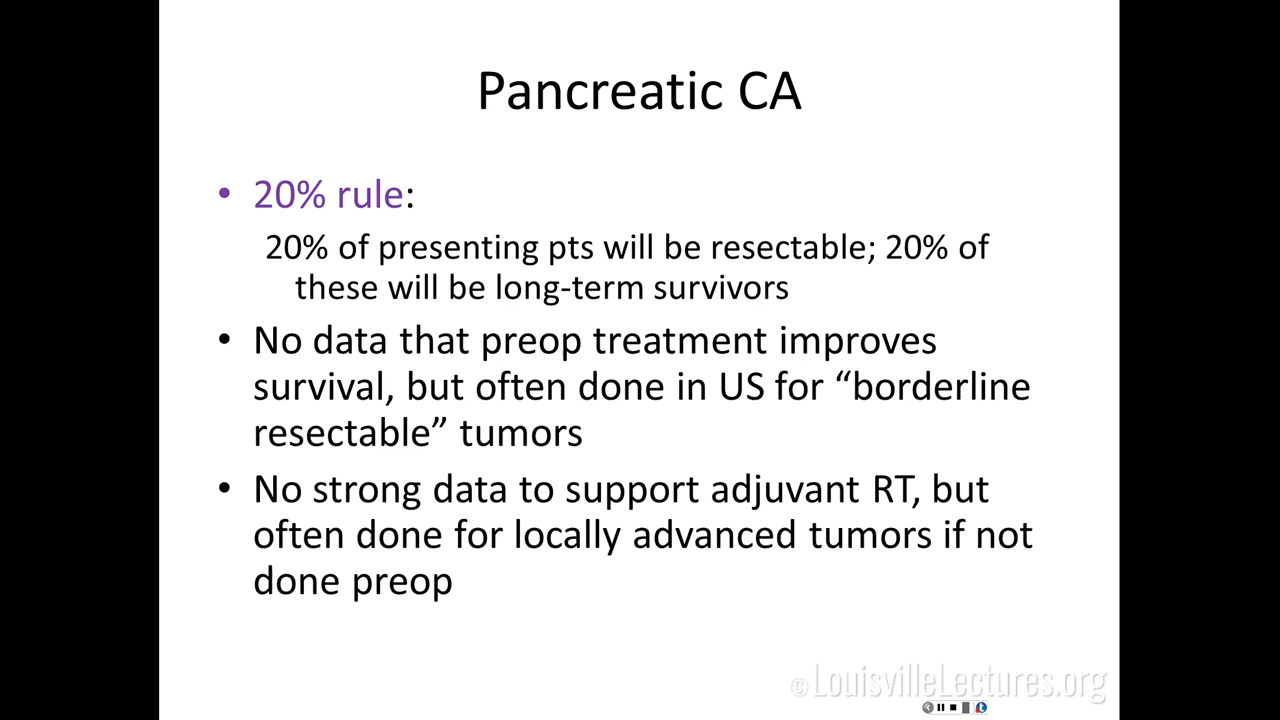 Pancreatic CA
• 20% rule:
20% of presenting pts will be resectable; 20% of
these will be long-term survivors
• No data that preop treatment improves
survival, but often done in US for “borderline
resectable” tumors
• No strong data to support adjuvant RT, but
often done for locally advanced tumors if not
done preop
©LouisvilleLectures.org